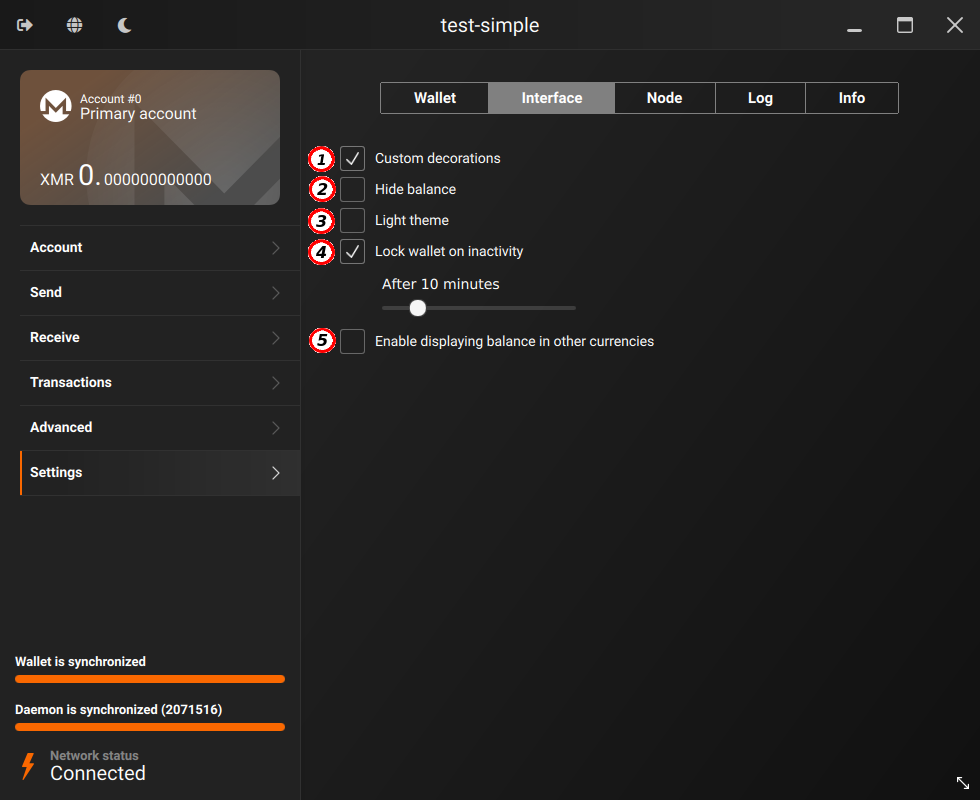 test-simple
Account #0
Primary account
XMR 0.000000000000
Account
Send
Receive
Transactions
Advanced
Settings
Wallet is synchronized
Daemon is synchronized (2071516)
Network status
Connected
Wallet Interface Node Log Info
1 Custom decorations
2 Hide balance
3 Light theme
4 Lock wallet on inactivity
After 10 minutes
5 Enable displaying balance in other currencies